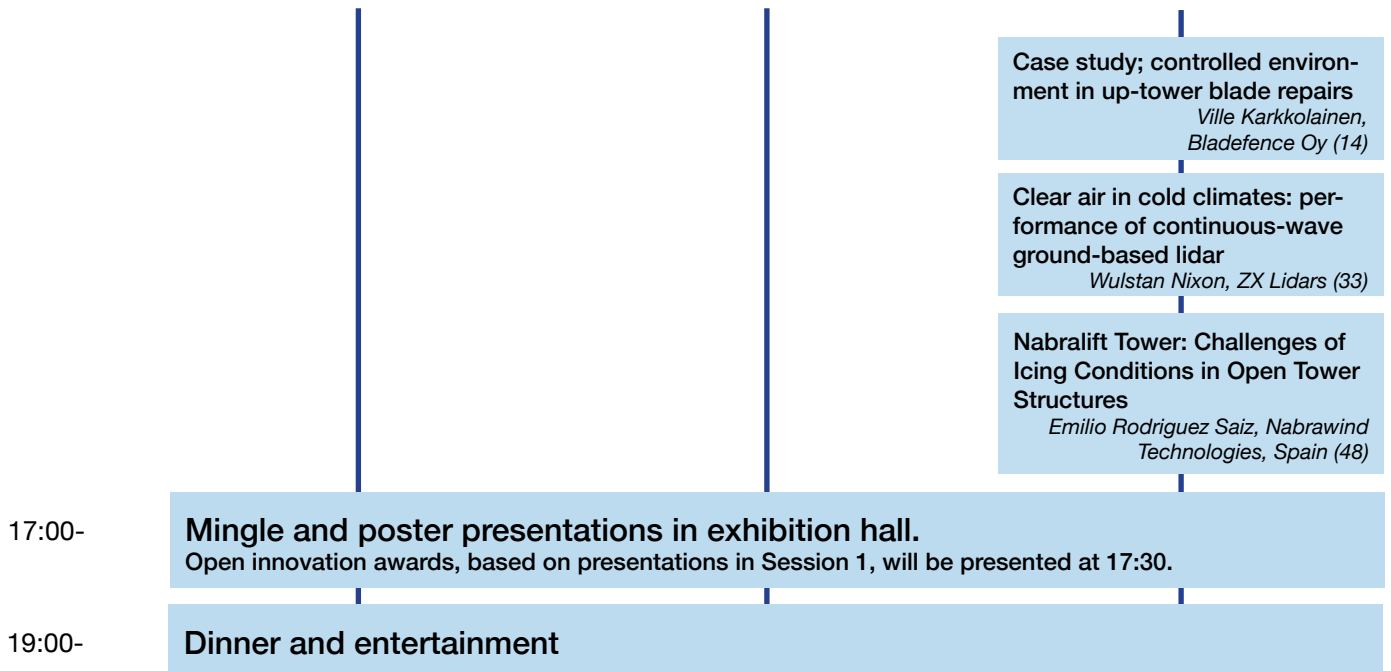 Case study; controlled environ-
ment in up-tower blade repairs
Ville Karkkolainen,
Bladefence Oy (14)
Clear air in cold climates: per-
formance of continuous-wave
ground-based lidar
Wulstan Nixon, ZX Lidars (33)
Nabralift Tower: Challenges of
Icing Conditions in Open Tower
Structures
Emilio Rodriguez Saiz, Nabrawind
Technologies, Spain (48)
17:00-
Mingle and poster presentations in exhibition hall.
Open innovation awards, based on presentations in Session 1, will be presented at 17:30.
19:00-
Dinner and entertainment